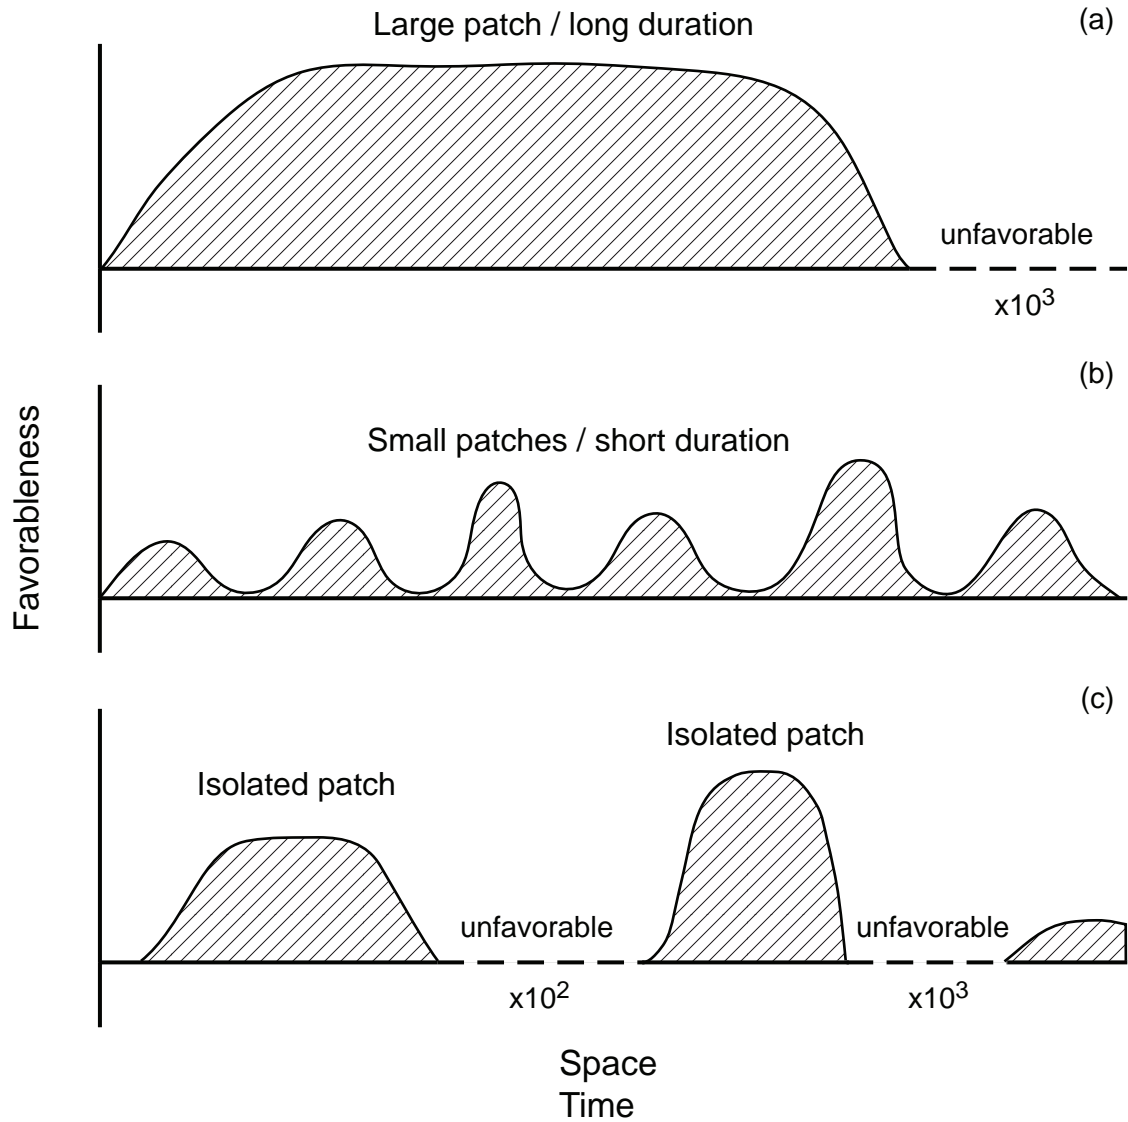 Large patch / long duration
(a)
unfavorable
x10³
(b)
Favorableness
Small patches / short duration
(c)
Isolated patch
Isolated patch
unfavorable
unfavorable
x10²
x10³
Space
Time